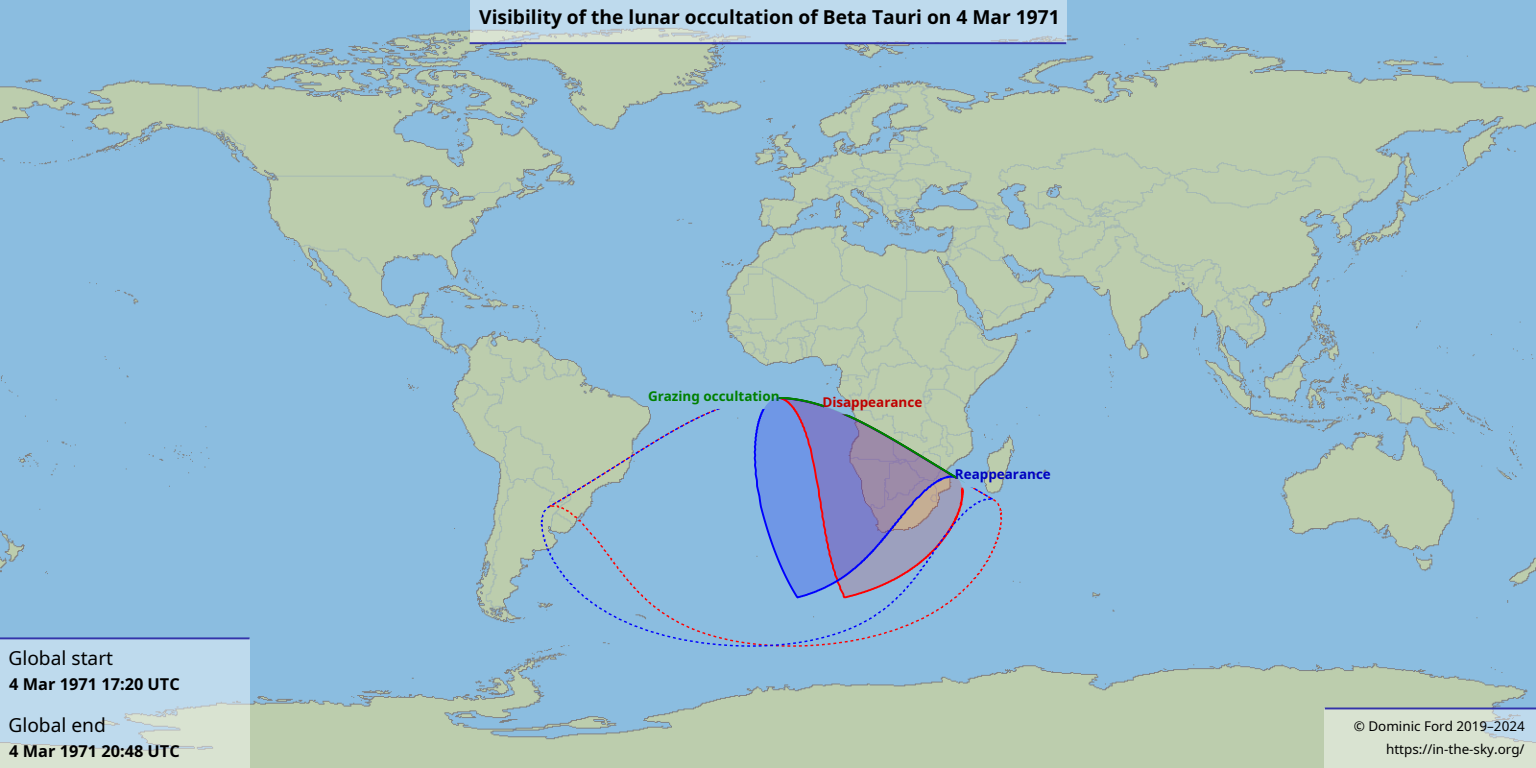 Visibility of the lunar occultation of Beta Tauri on 4 Mar 1971
Grazing occultation
Disappearance
Reappearance
Global start
4 Mar 1971 17:20 UTC
Global end
4 Mar 1971 20:48 UTC
© Dominic Ford 2019–2024
https://in-the-sky.org/